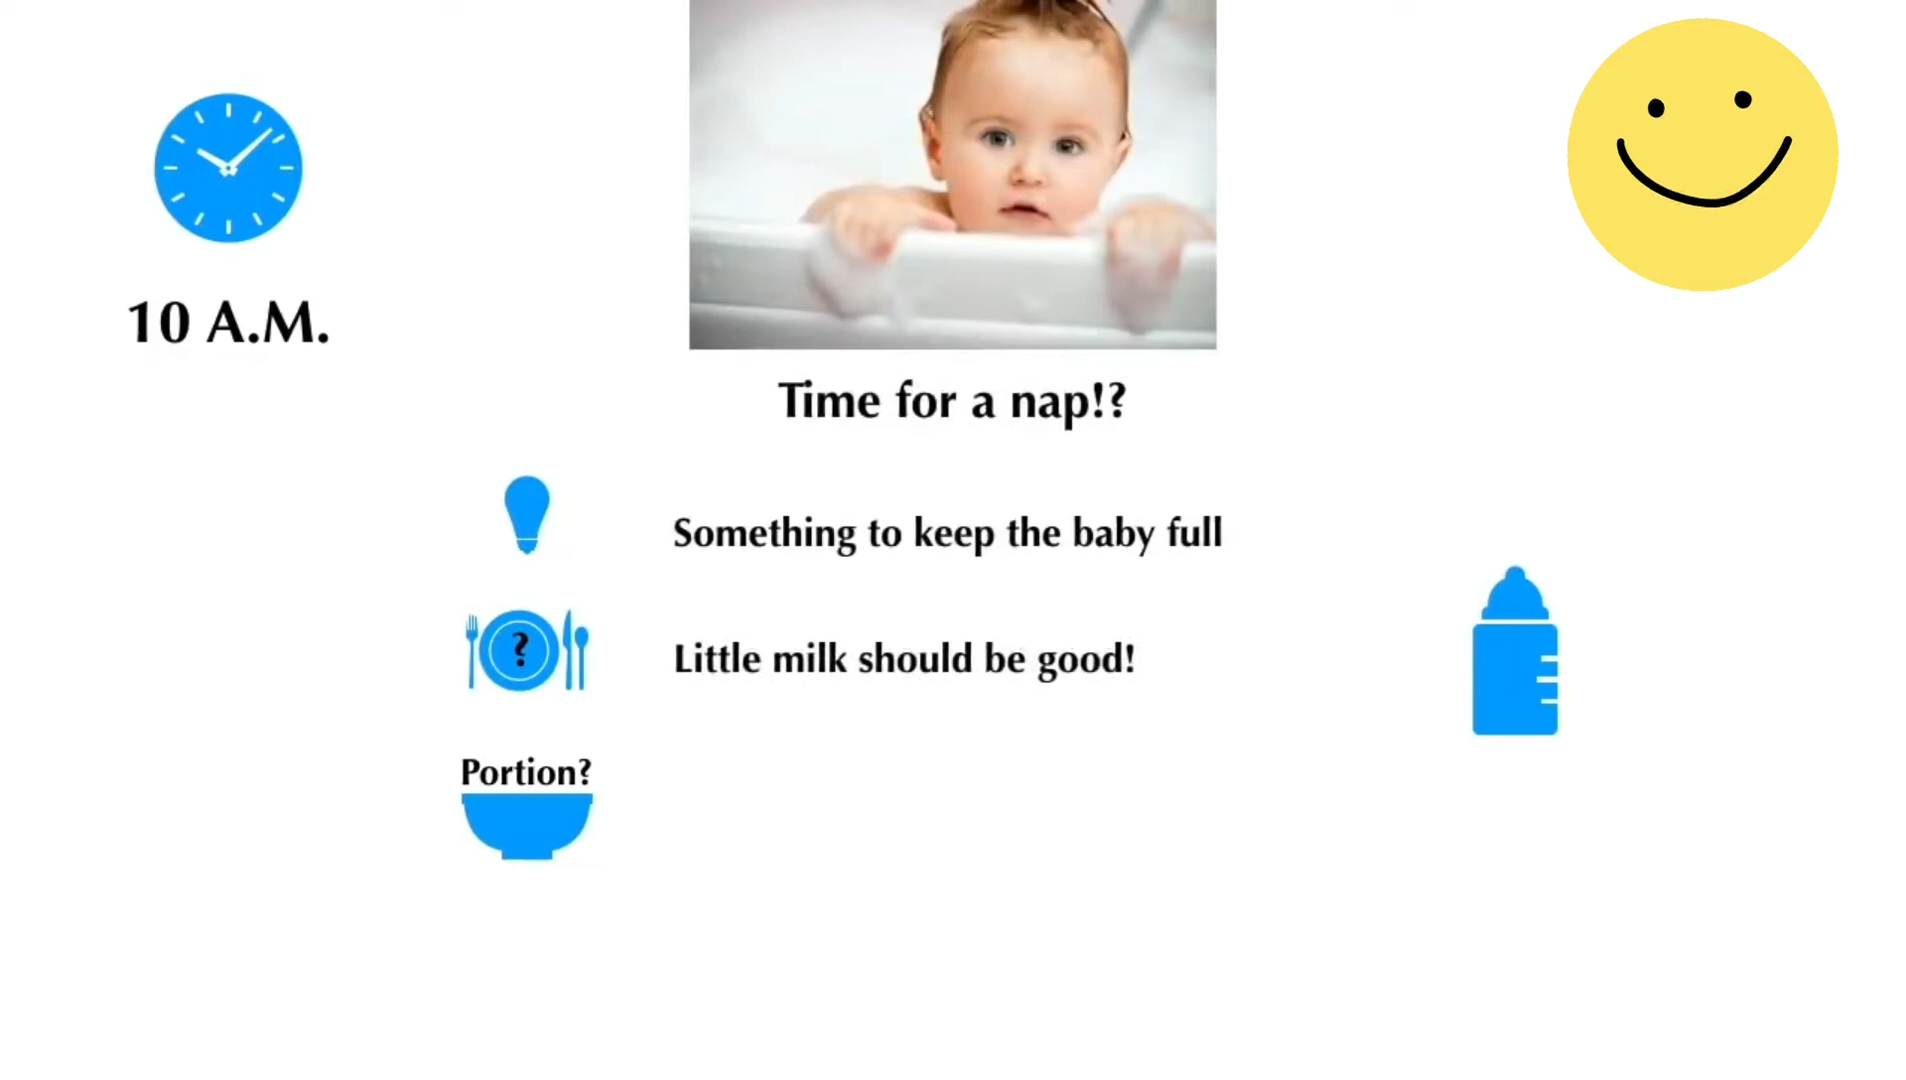 10 A.M.
Time for a nap!?
Something to keep the baby full
?
Little milk should be good!
Portion?